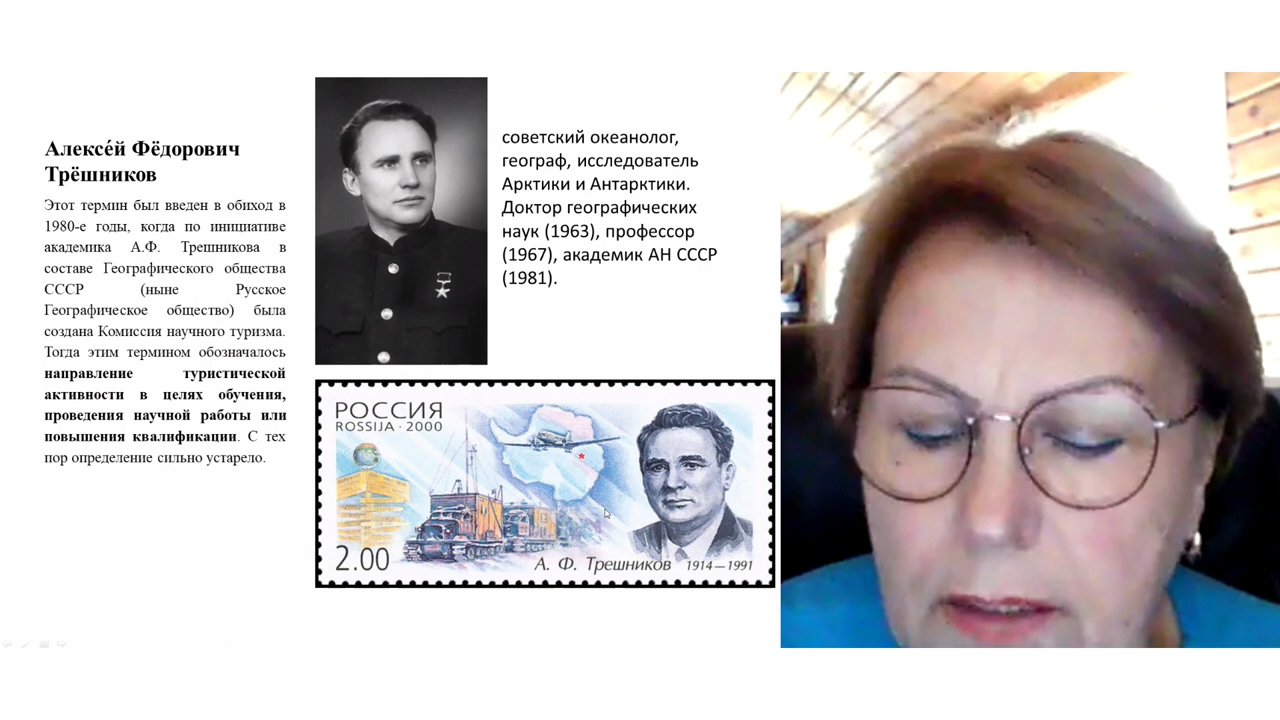 Алексе́й Фёдорович
Трёшников
Этот термин был введен в обиход в
1980-е годы, когда по инициативе
академика А.Ф. Трешникова в
составе Географического общества
СССР (ныне Русское
Географическое общество) была
создана Комиссия научного туризма.
Тогда этим термином обозначалось
направление туристической
активности в целях обучения,
проведения научной работы или
повышения квалификации. С тех
пор определение сильно устарело.
советский океанолог,
географ, исследователь
Арктики и Антарктики.
Доктор географических
наук (1963), профессор
(1967), академик АН СССР
(1981).
РОССИЯ
ROSSIJA · 2000
2.00
А. Ф. Трешников 1914—1991